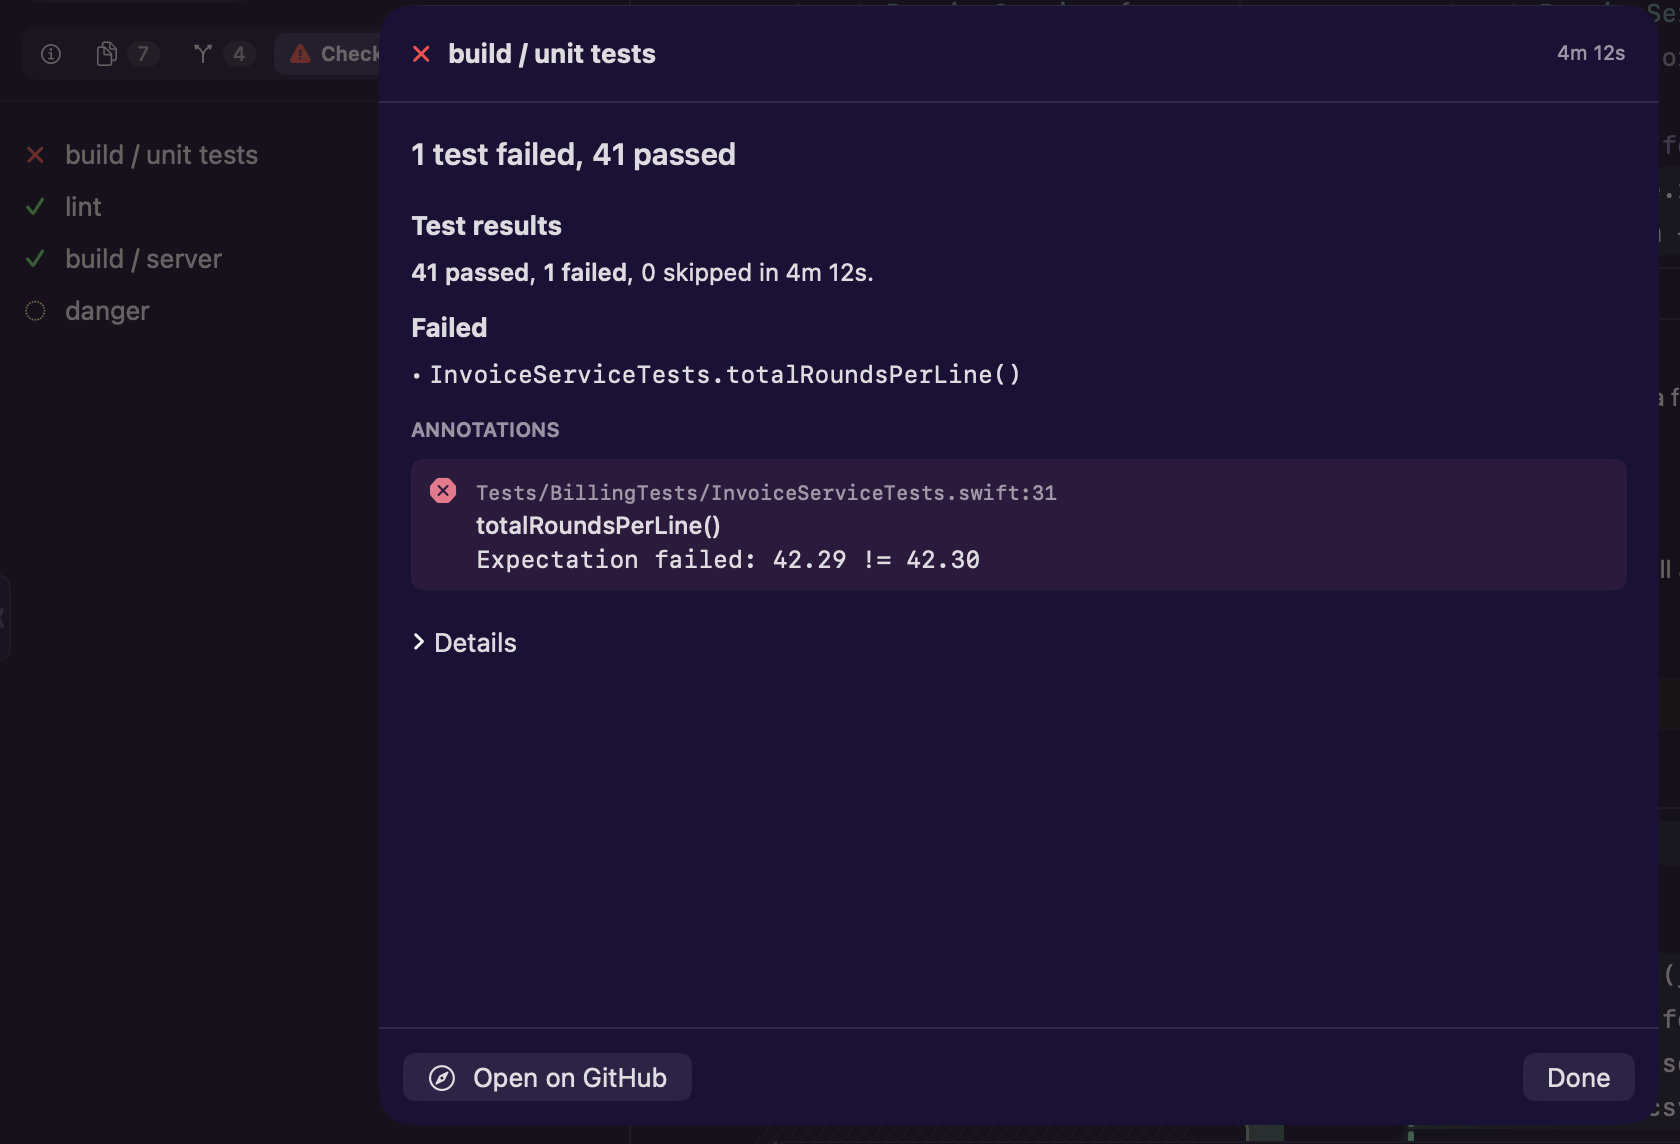 7
4
Check
build / unit tests
lint
build / server
danger
build / unit tests
4m 12s
1 test failed, 41 passed
Test results
41 passed, 1 failed, 0 skipped in 4m 12s.
Failed
• InvoiceServiceTests.totalRoundsPerLine()
ANNOTATIONS
Tests/BillingTests/InvoiceServiceTests.swift:31
totalRoundsPerLine()
Expectation failed: 42.29 != 42.30
Details
Open on GitHub
Done